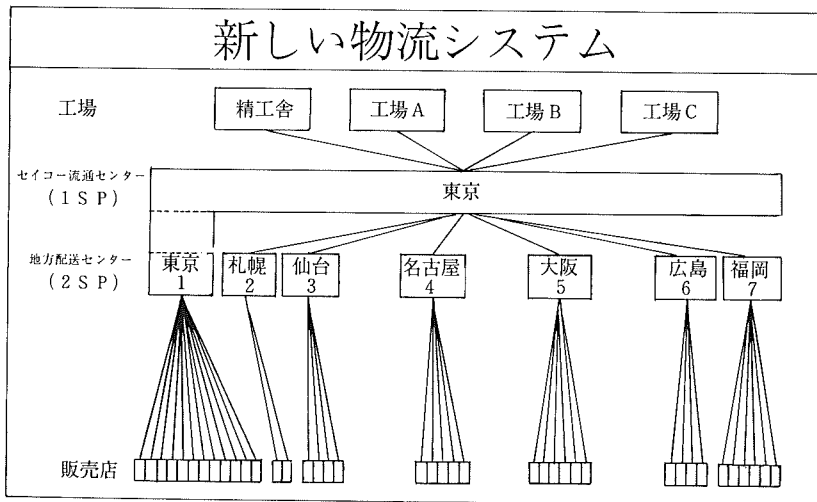 新しい物流システム
工場
精工舎
工場A
工場B
工場C
セイコー流通センター
(1SP)
東京
地方配送センター
(2SP)
東京
1
札幌
2
仙台
3
名古屋
4
大阪
5
広島
6
福岡
7
販売店